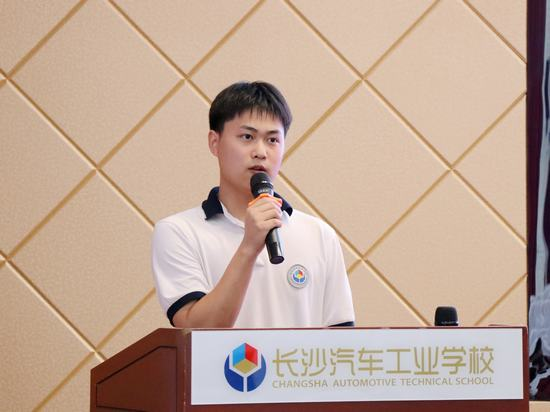 长沙汽车工业学校
CHANGSHA AUTOMOTIVE TECHNICAL SCHOOL